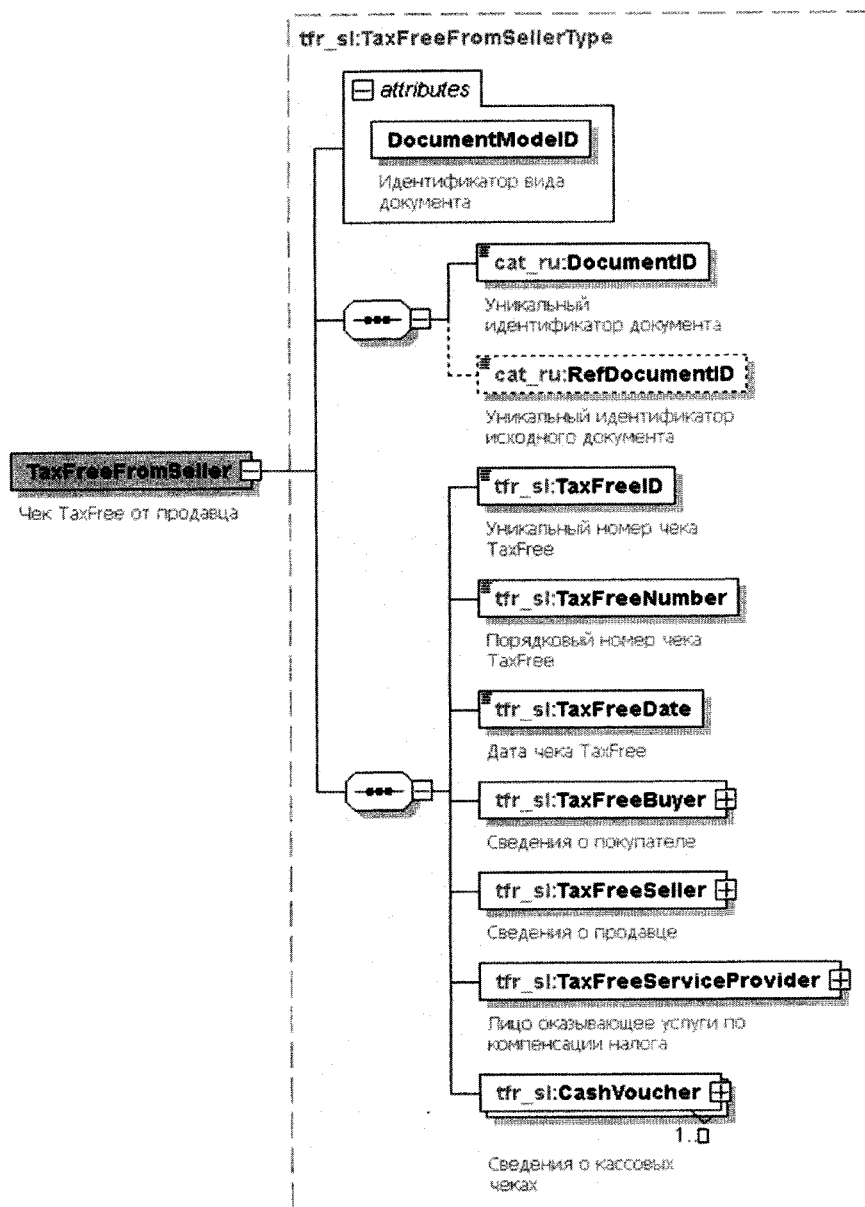 tfr_sl:TaxFreeFromSellerType
attributes
DocumentModeID
Идентификатор вида
документа
cat_ru:DocumentID
Уникальный
идентификатор документа
cat_ru:RefDocumentID
Уникальный идентификатор
исходного документа
TaxFreeFromSeller
Чек TaxFree от продавца
tfr_sl:TaxFreeID
Уникальный номер чека
TaxFree
tfr_sl:TaxFreeNumber
Порядковый номер чека
TaxFree
tfr_sl:TaxFreeDate
Дата чека TaxFree
tfr_sl:TaxFreeBuyer
Сведения о покупателе
tfr_sl:TaxFreeSeller
Сведения о продавце
tfr_sl:TaxFreeServiceProvider
Лицо оказывающее услуги по
компенсации налога
tfr_sl:CashVoucher
1..
Сведения о кассовых
чеках